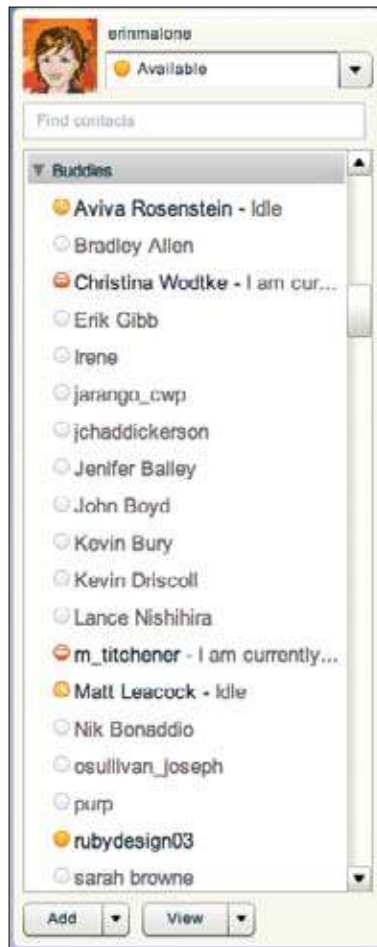 erinmalone
Available
Find contacts
Buddies
Aviva Rosenstein - Idle
Bradley Allen
Christina Wodtke - I am cur...
Erik Gibb
Irene
jarango_cwp
jchaddickerson
Jenifer Bailey
John Boyd
Kevin Bury
Kevin Driscoll
Lance Nishihira
m_titchener - I am currently...
Matt Leacock - Idle
Nik Bonaddio
osullivan_joseph
purp
rubydesign03
sarah browne
Add View